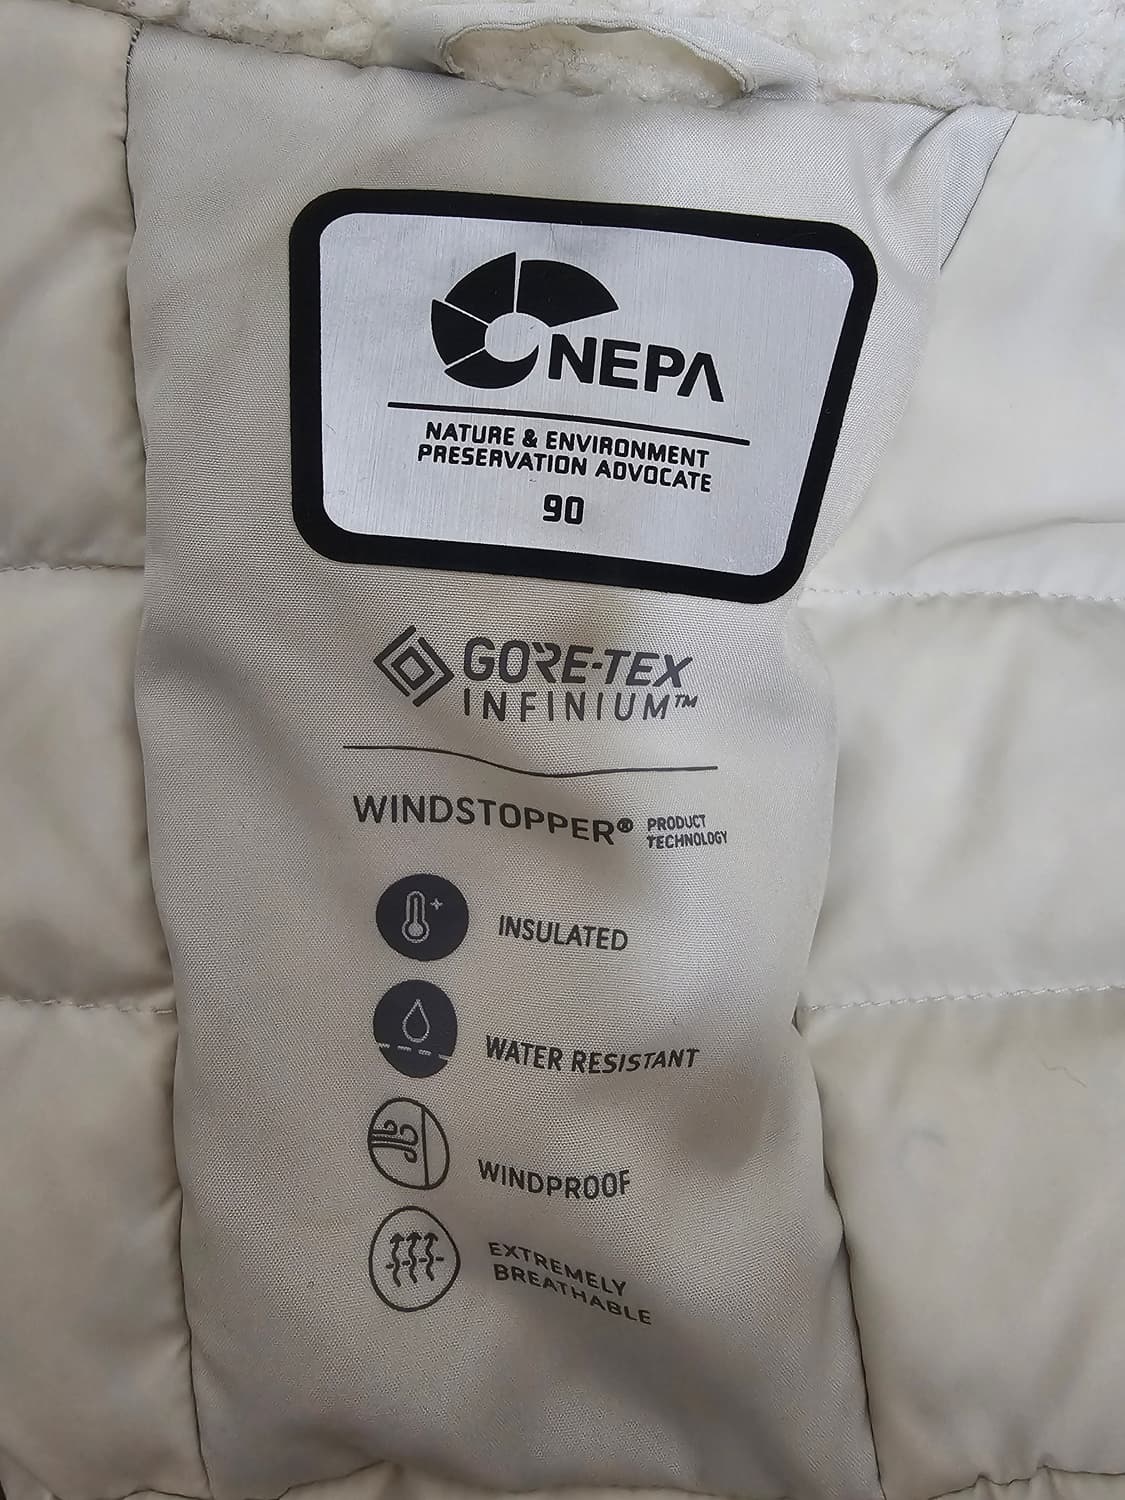 NEPA
NATURE & ENVIRONMENT
PRESERVATION ADVOCATE
90
GORE-TEX
INFINIUM™
WINDSTOPPER® PRODUCT
TECHNOLOGY
INSULATED
WATER RESISTANT
WINDPROOF
EXTREMELY
BREATHABLE